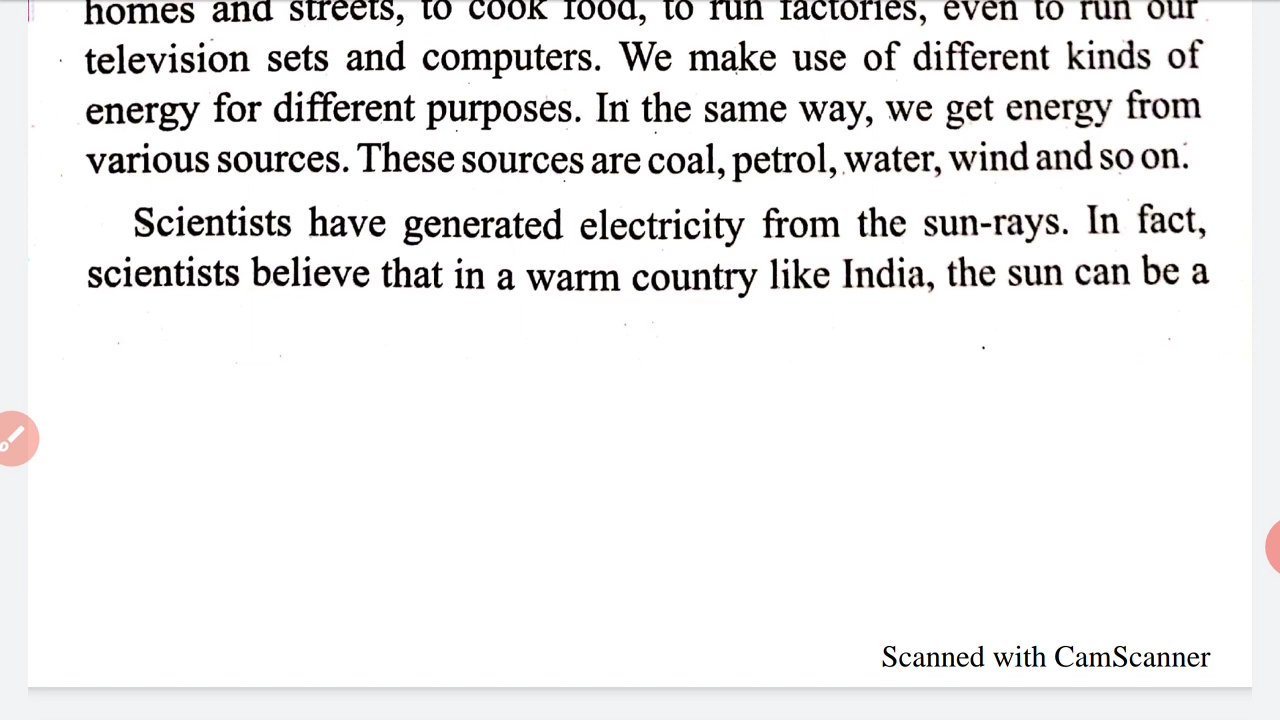 homes and streets, to cook food, to run factories, even to run our
television sets and computers. We make use of different kinds of
energy for different purposes. In the same way, we get energy from
various sources. These sources are coal, petrol, water, wind and so on.
Scientists have generated electricity from the sun-rays. In fact,
scientists believe that in a warm country like India, the sun can be a
Scanned with CamScanner